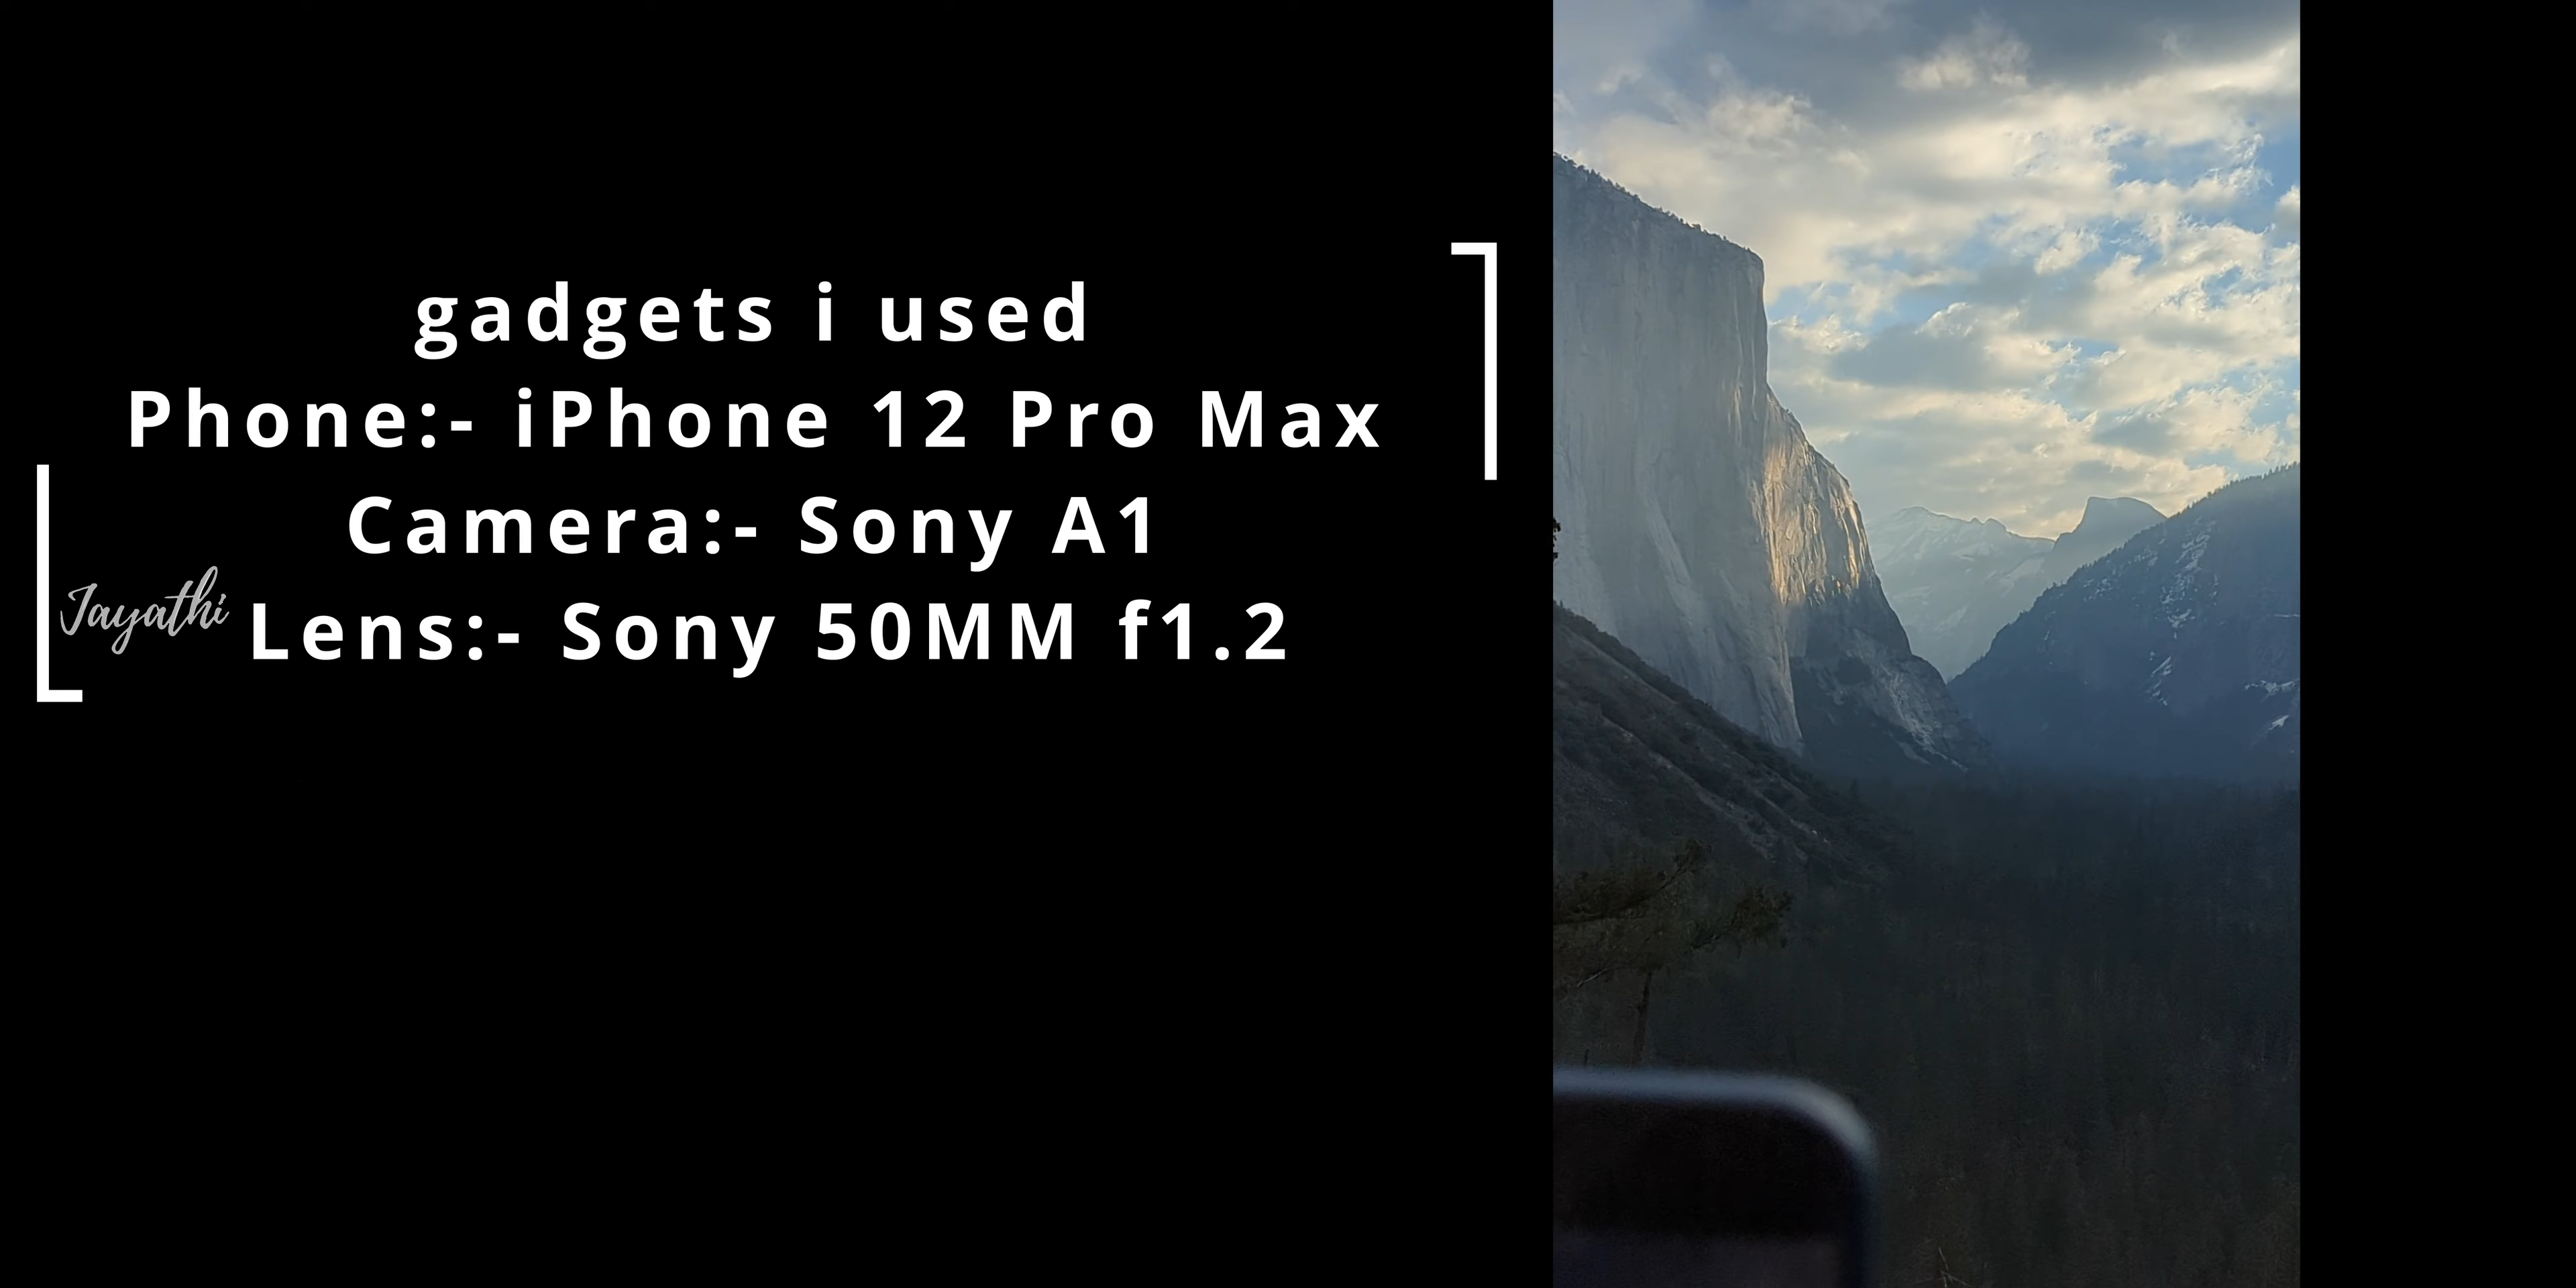 gadgets i used
Phone:- iPhone 12 Pro Max
Camera:- Sony A1
Jayathi
Lens:- Sony 50MM f1.2